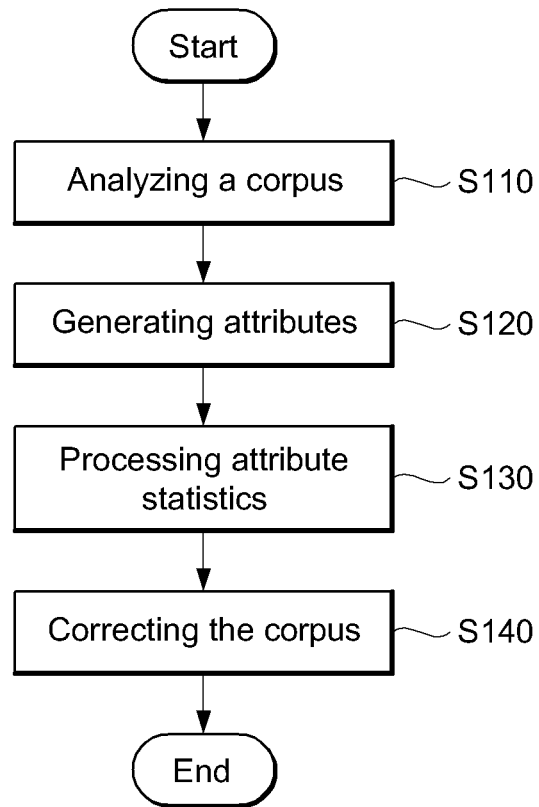 Start
Analyzing a corpus
S110
Generating attributes
S120
Processing attribute
statistics
S130
Correcting the corpus
S140
End